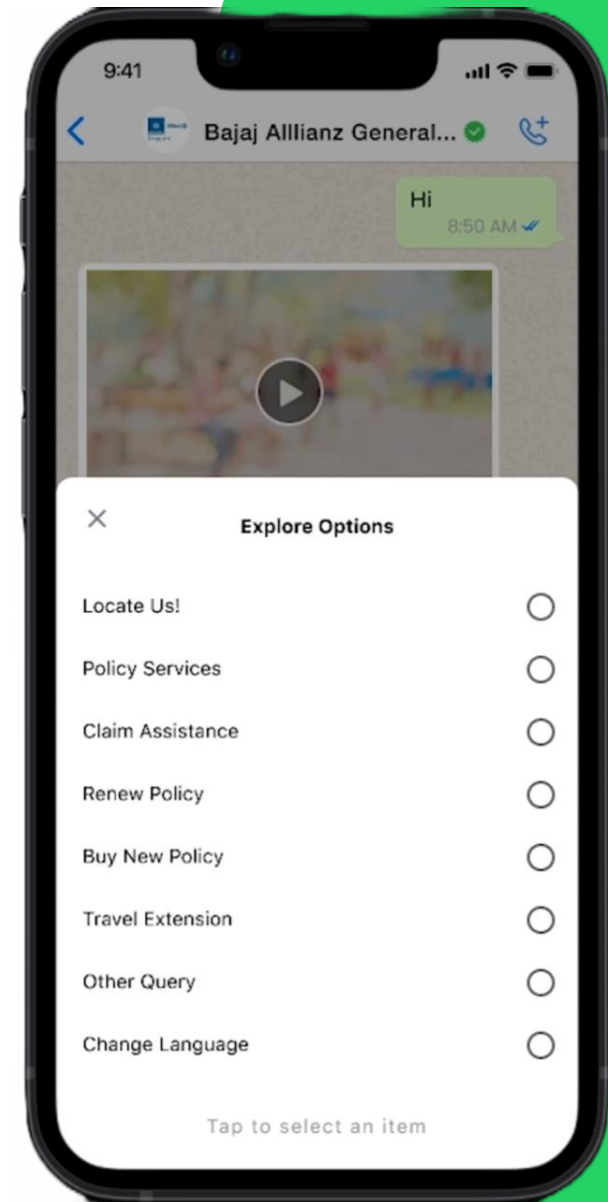 9:41
Bajaj Alllianz General...
Hi
8:50 AM
Explore Options
Locate Us!
Policy Services
Claim Assistance
Renew Policy
Buy New Policy
Travel Extension
Other Query
Change Language
Tap to select an item